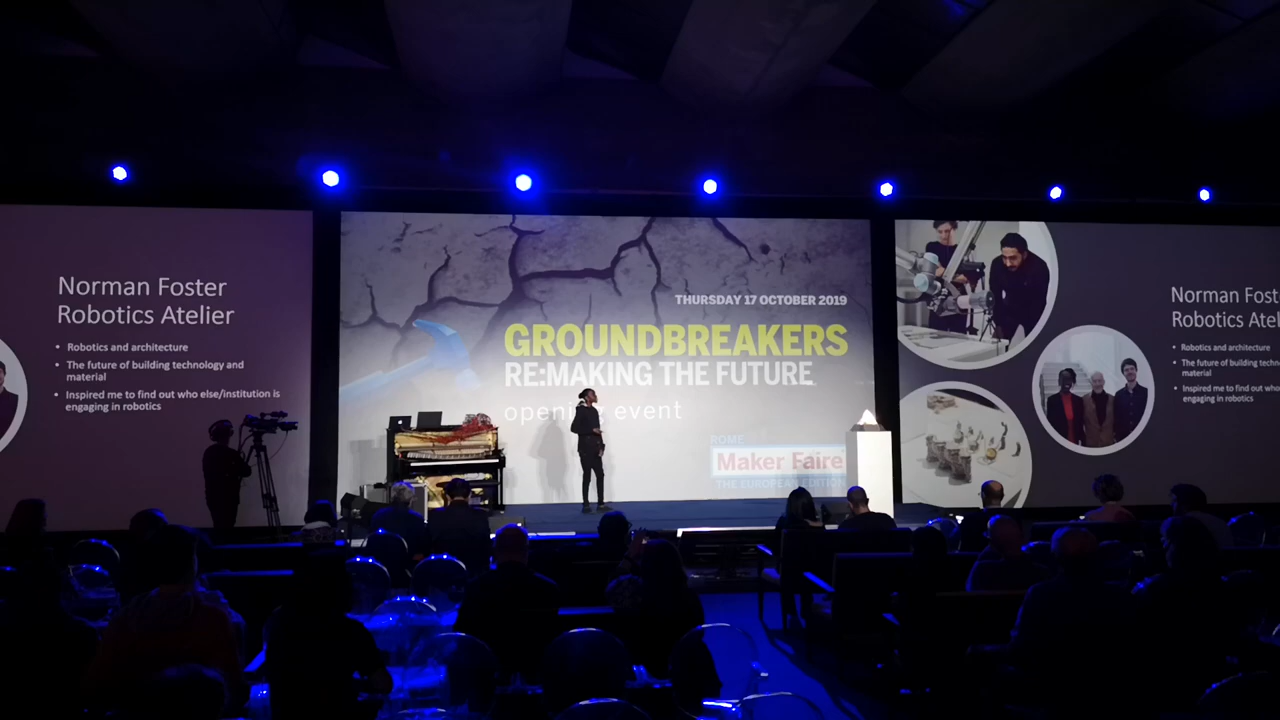 Norman Foster
Robotics Atelier
• Robotics and architecture
• The future of building technology and
material
• Inspired me to find out who else/institution is
engaging in robotics
THURSDAY 17 OCTOBER 2019
GROUNDBREAKERS
RE:MAKING THE FUTURE
event
ROME
Maker Faire
THE EUROPEAN EDITION
Norman Fost
Robotics Atel
• Robotics and architecture
• The future of building techn
material
• Inspired me to find out who
engaging in robotics